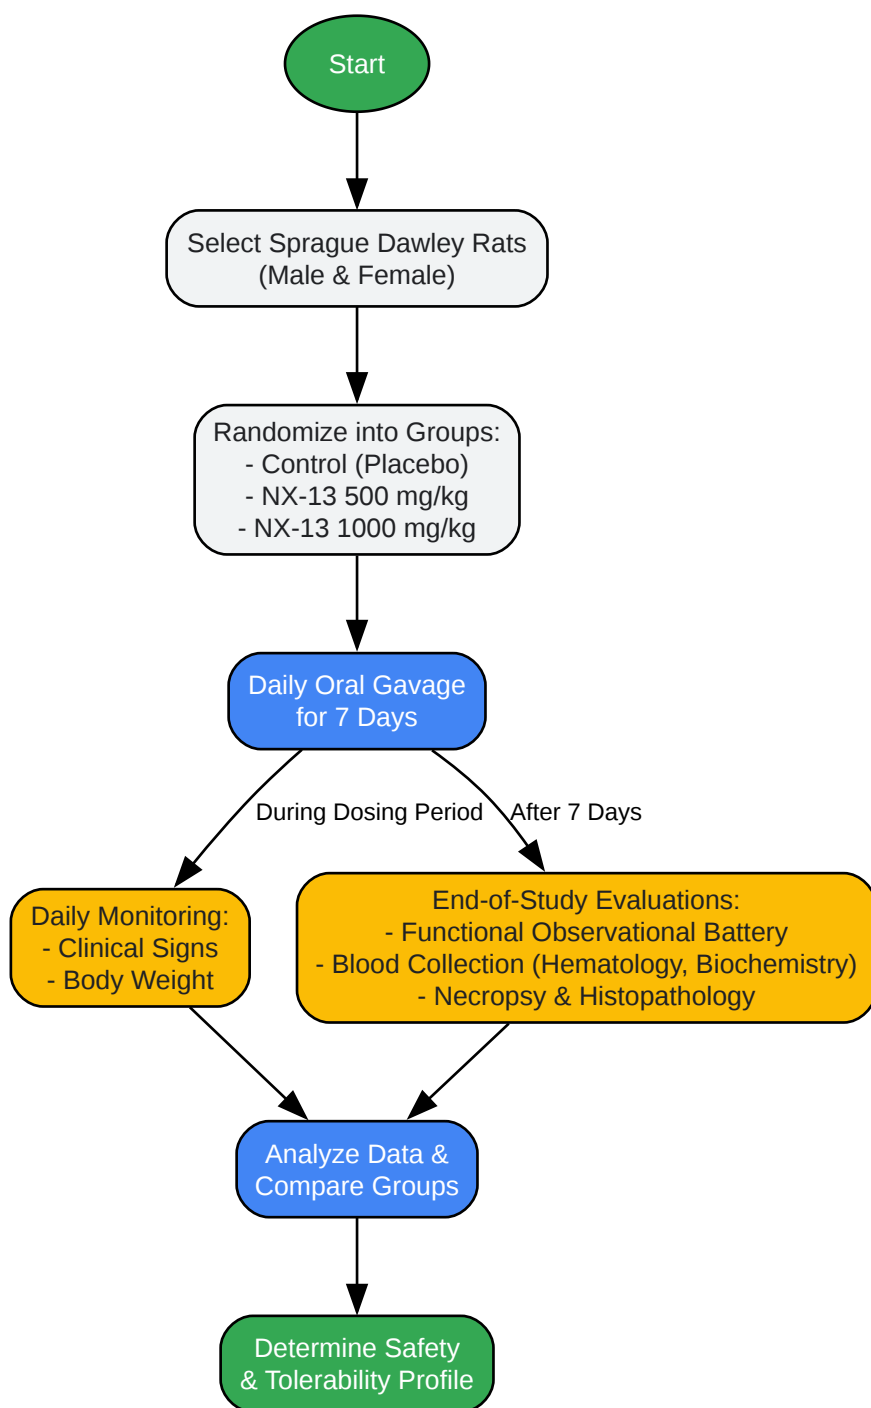 Start
Select Sprague Dawley Rats
(Male & Female)
Randomize into Groups:
- Control (Placebo)
- NX-13 500 mg/kg
- NX-13 1000 mg/kg
Daily Oral Gavage
for 7 Days
During Dosing Period
After 7 Days
Daily Monitoring:
- Clinical Signs
- Body Weight
End-of-Study Evaluations:
- Functional Observational Battery
- Blood Collection (Hematology, Biochemistry)
- Necropsy & Histopathology
Analyze Data &
Compare Groups
Determine Safety
& Tolerability Profile